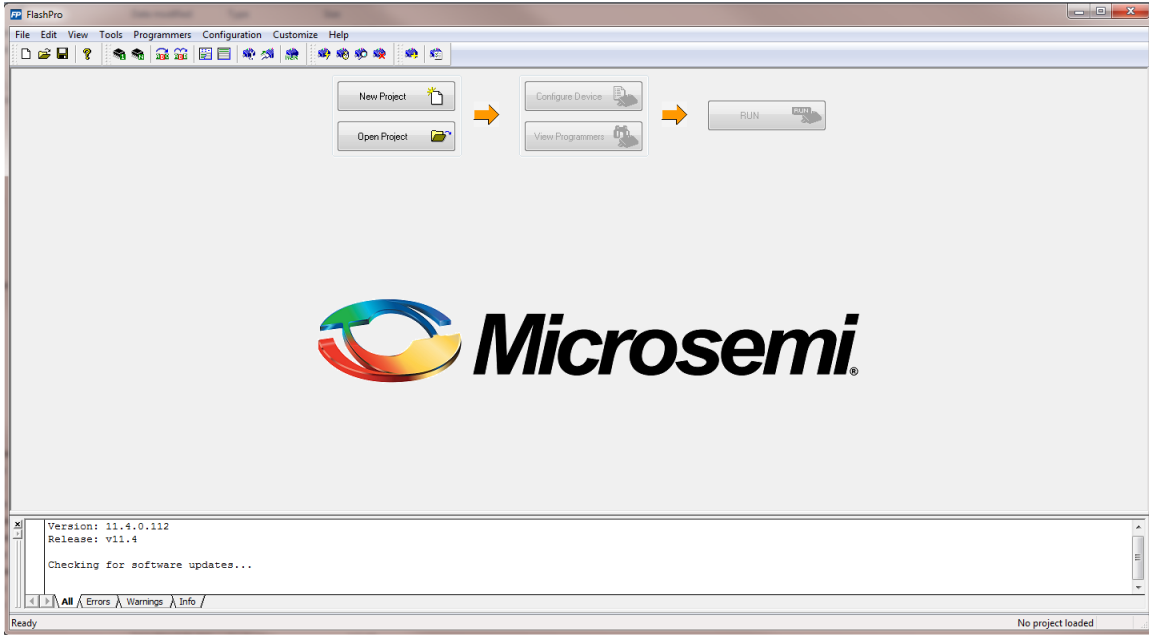 FP FlashPro
File Edit View Tools Programmers Configuration Customize Help
New Project
Configure Device
RUN
RUN
Open Project
View Programmers
Microsemi®
Version: 11.4.0.112
Release: v11.4
Checking for software updates...
All Errors Warnings Info
Ready
No project loaded